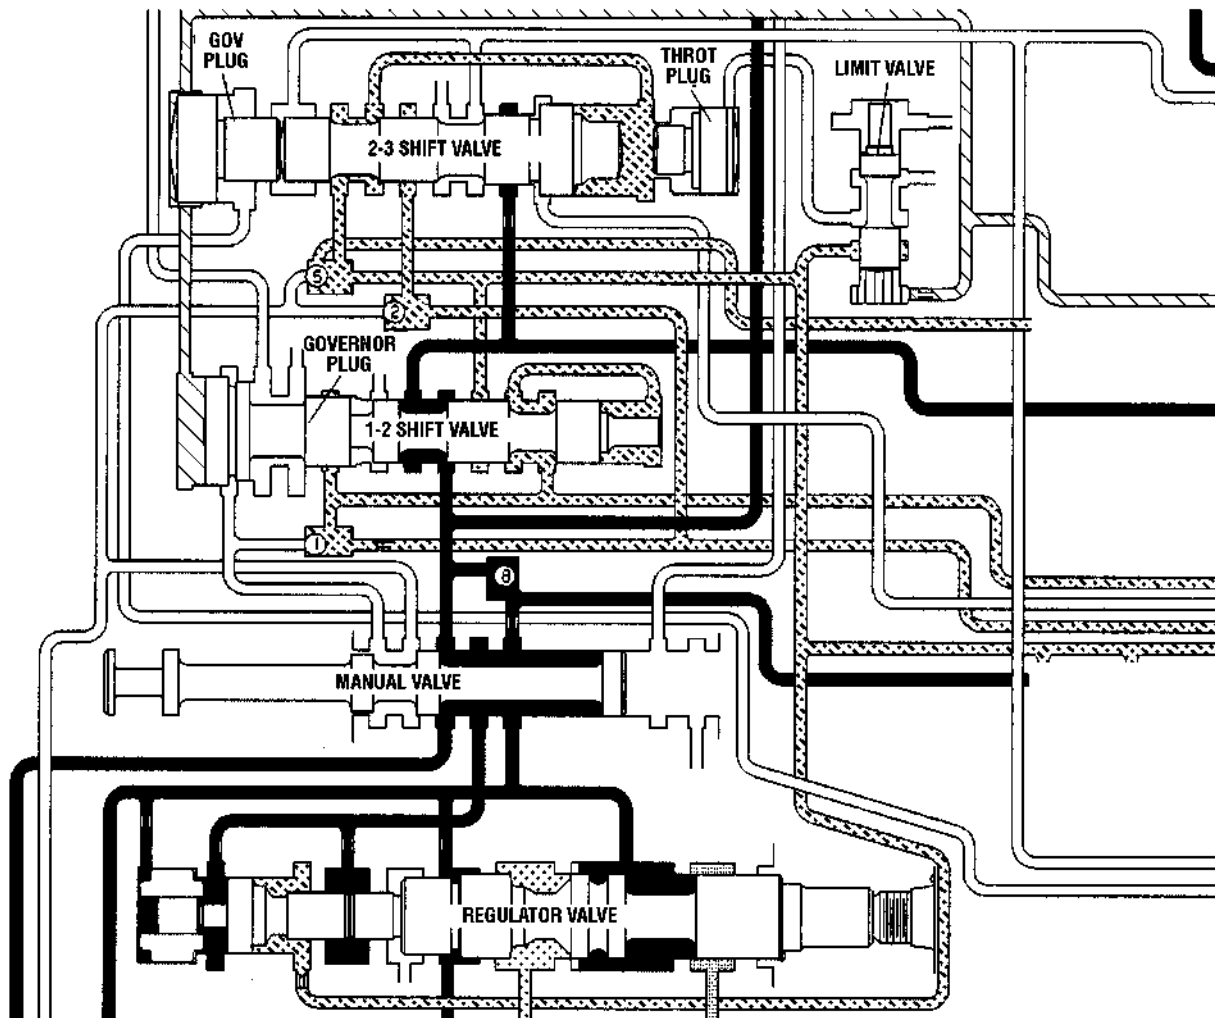 GOV
PLUG
THROT
PLUG
LIMIT VALVE
2-3 SHIFT VALVE
5
2
GOVERNOR
PLUG
1-2 SHIFT VALVE
1
8
MANUAL VALVE
REGULATOR VALVE